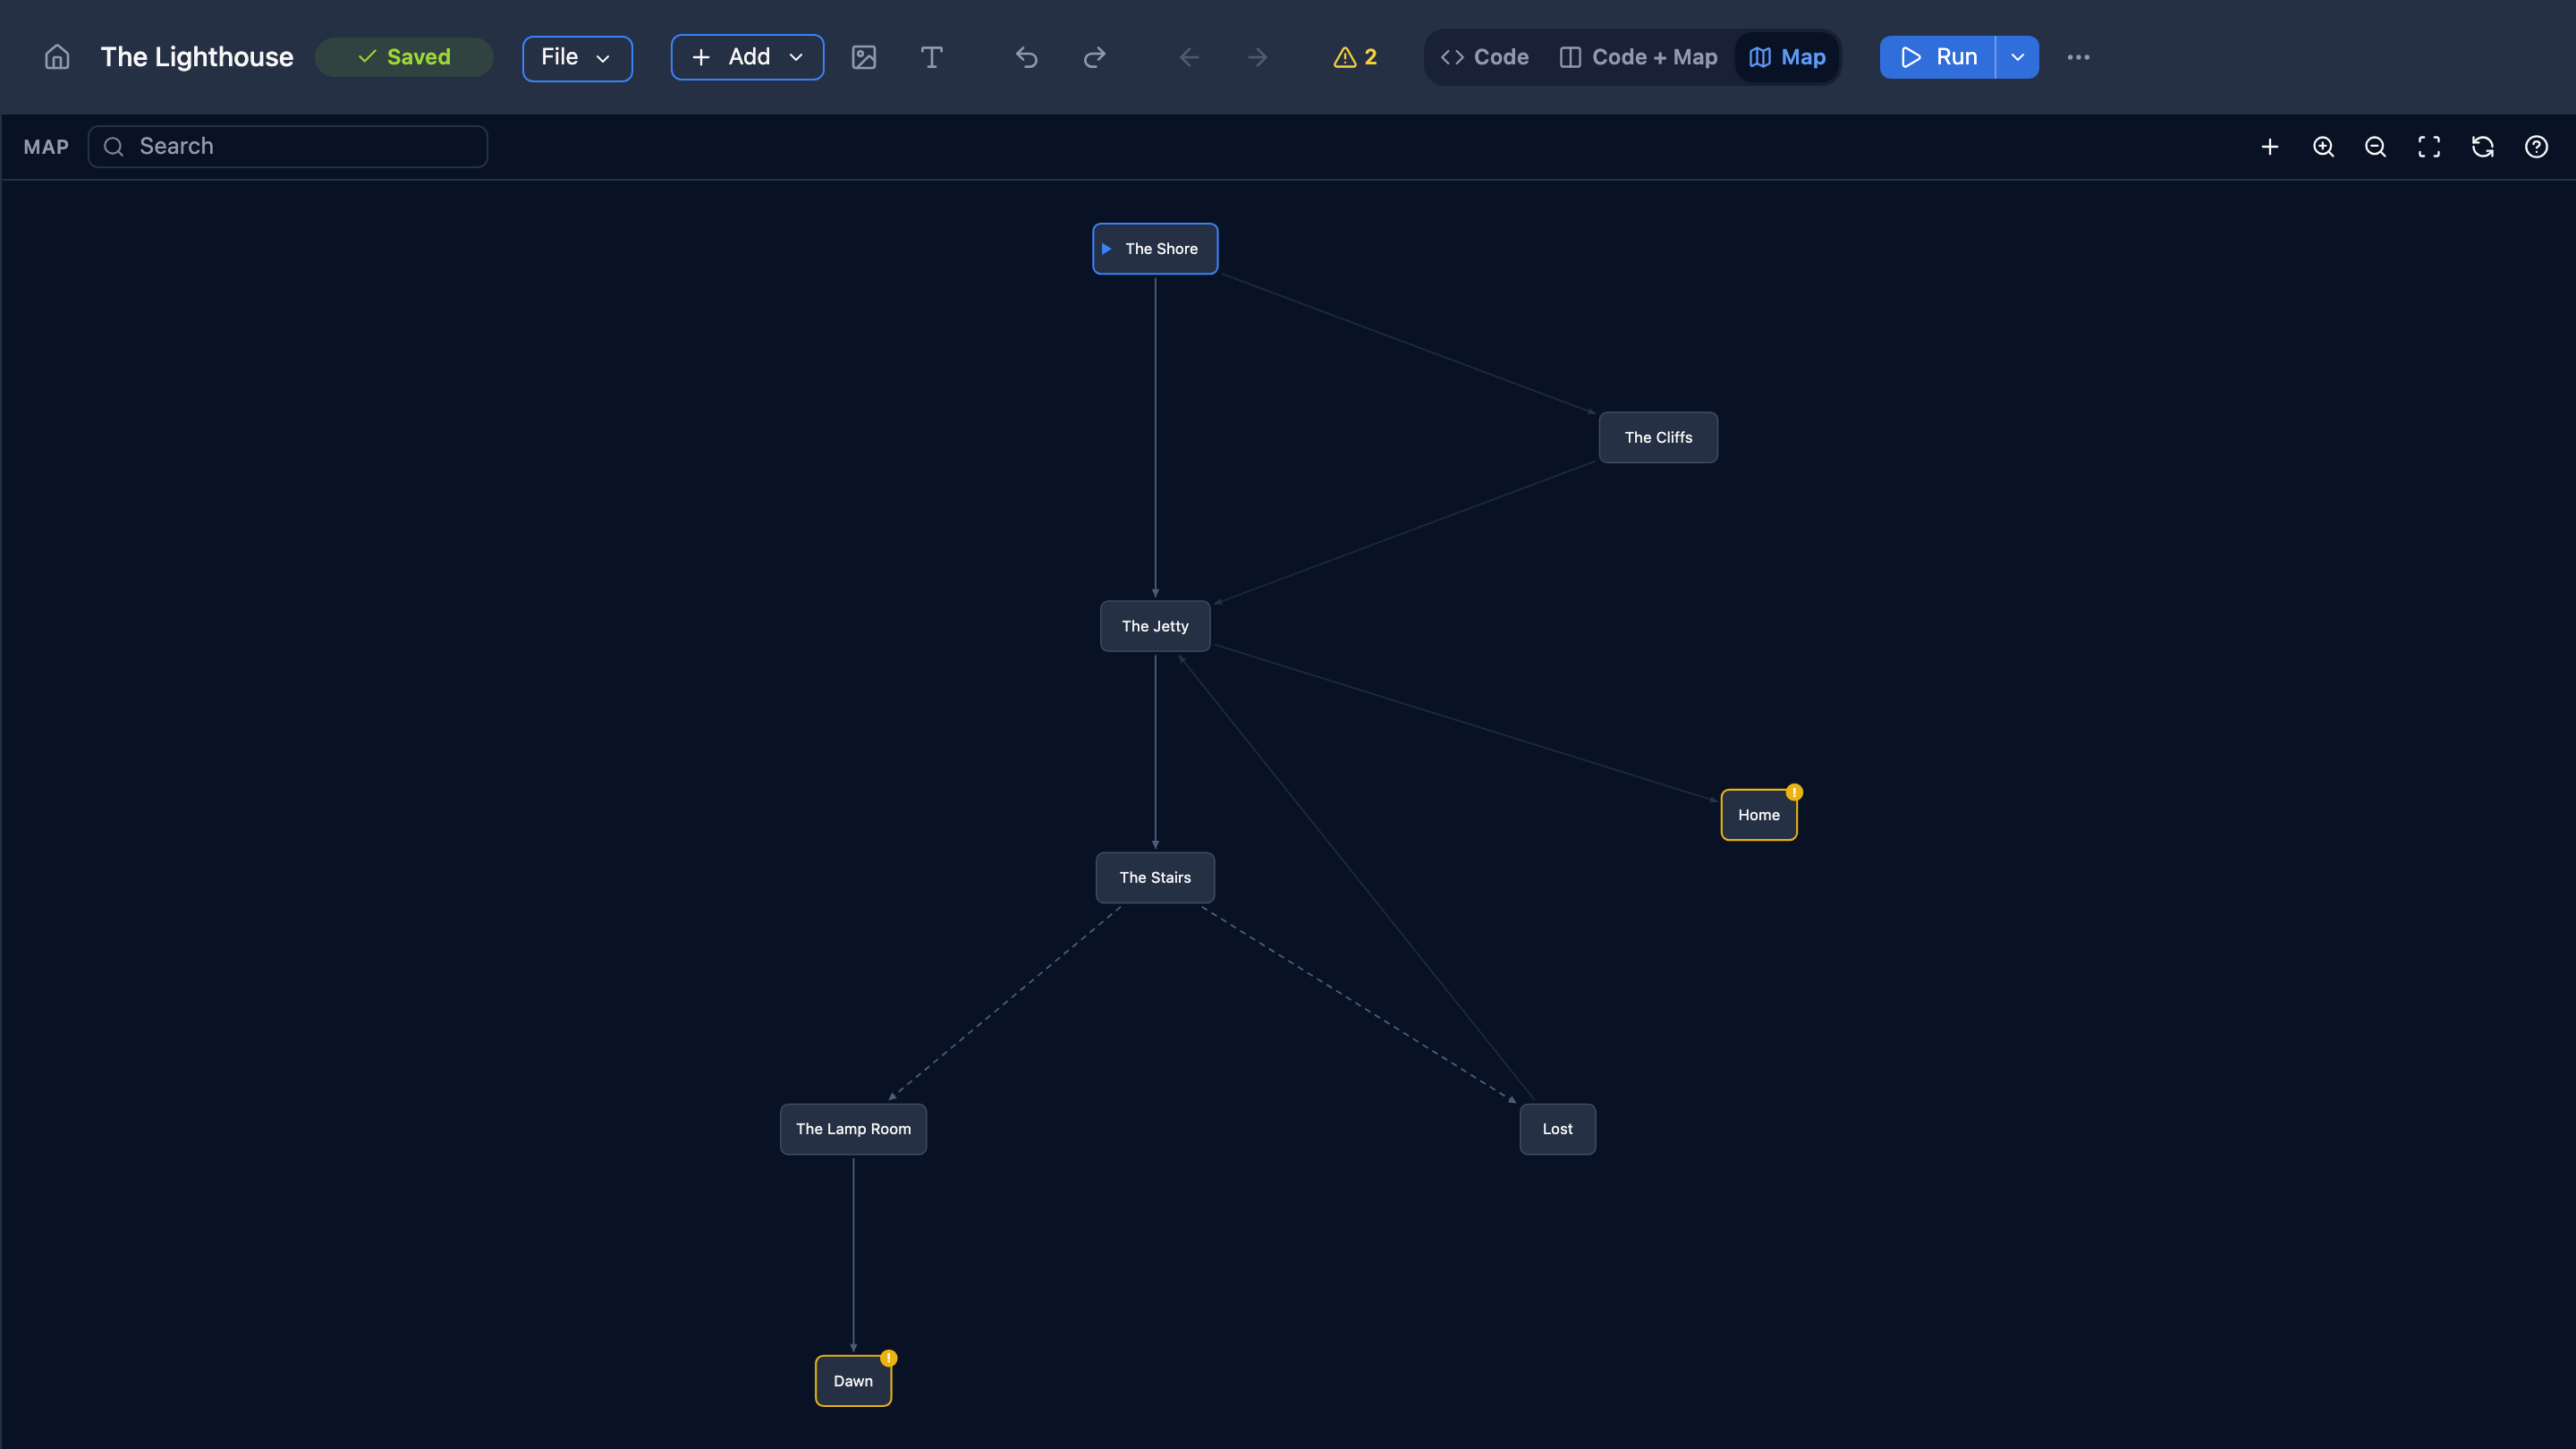 The Lighthouse
Saved
File
Add
2
Code
Code + Map
Map
Run
MAP
Search
The Shore
The Cliffs
The Jetty
Home
The Stairs
The Lamp Room
Lost
Dawn